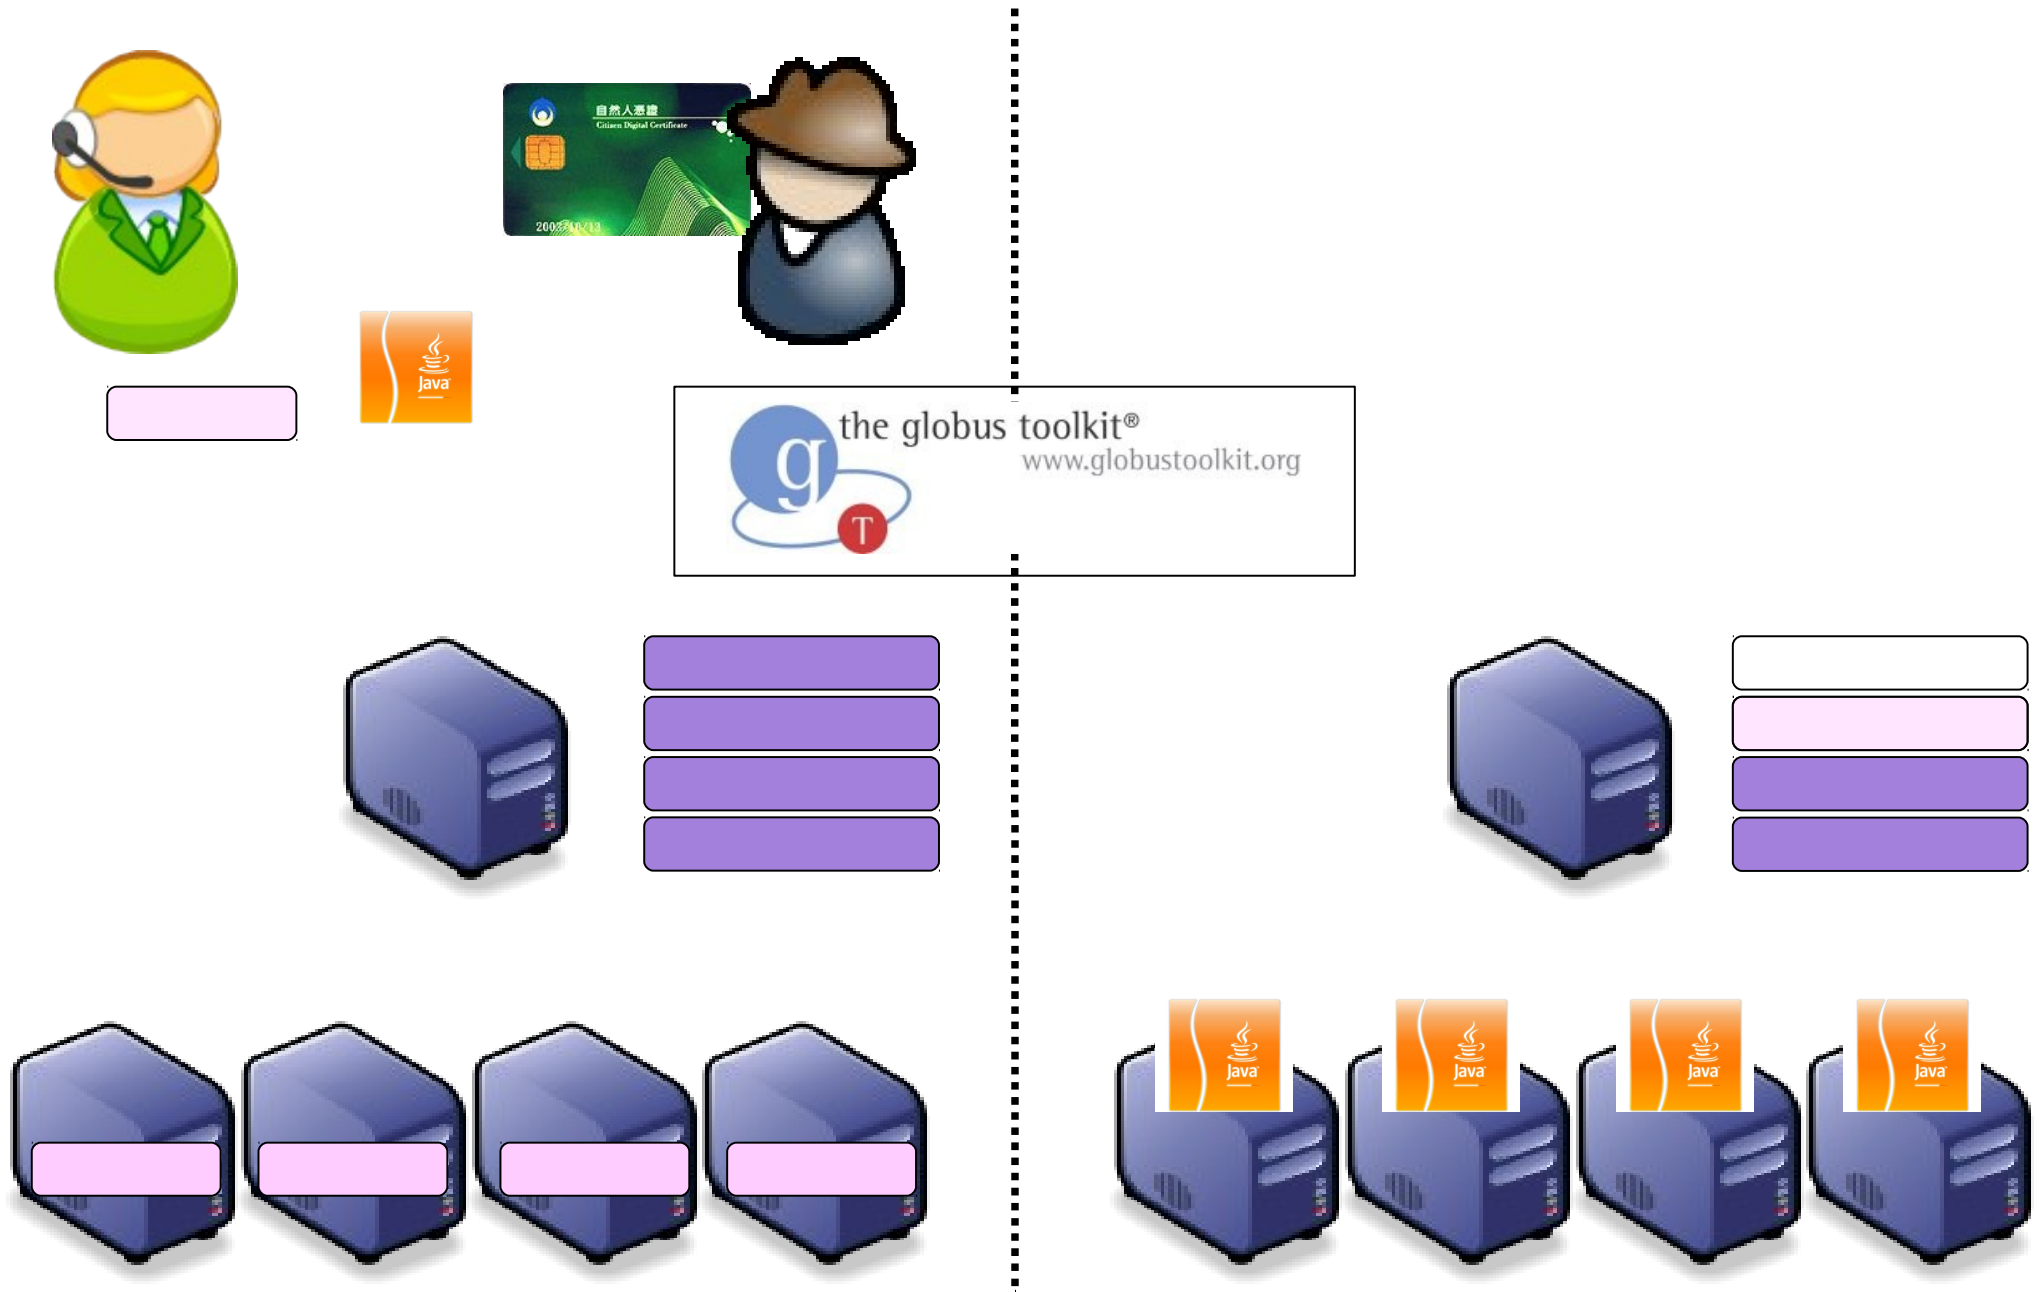 自然人憑證
Citizen Digital Certificate
Java
the globus toolkit®
www.globustoolkit.org
g
T
Java
Java
Java
Java